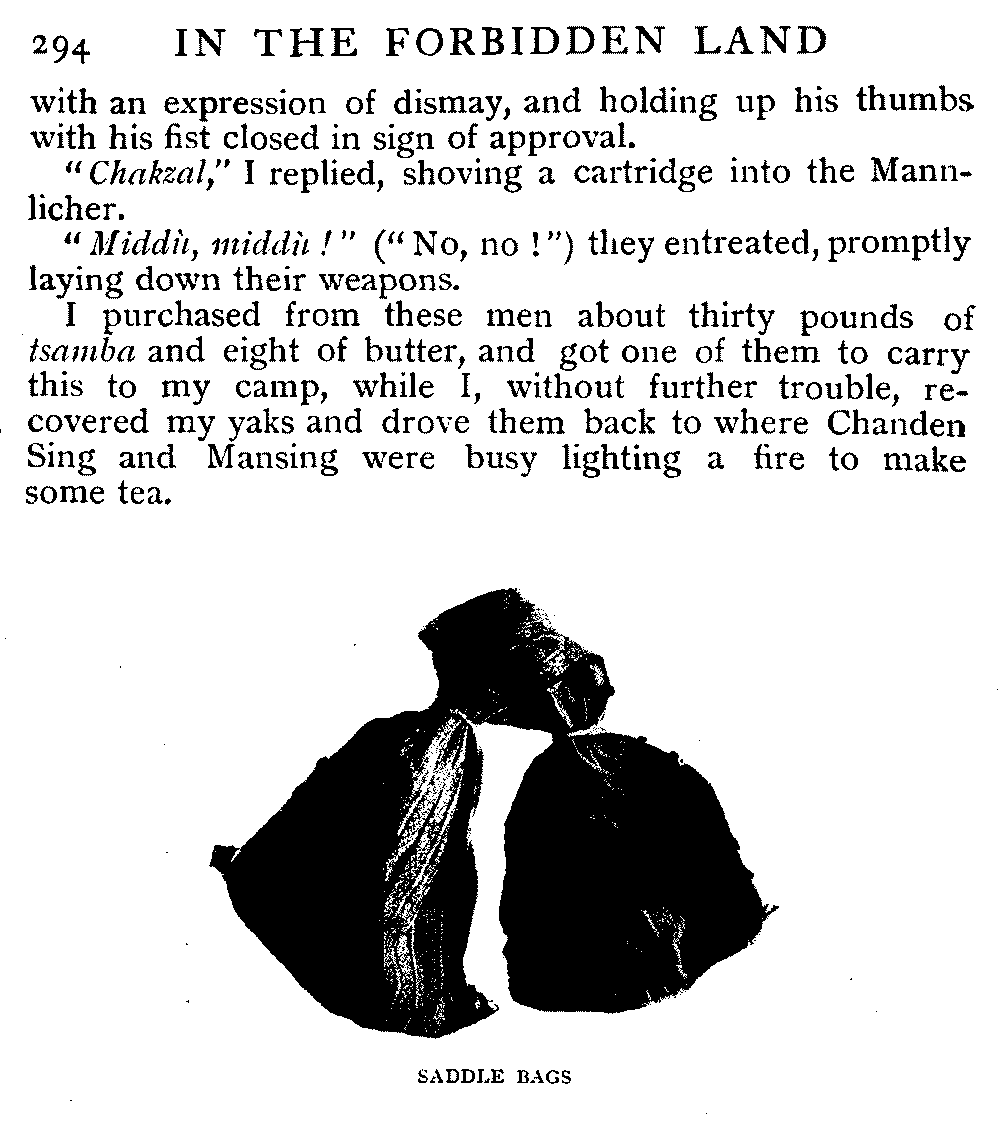 294 IN THE FORBIDDEN LAND
with an expression of dismay, and holding up his thumbs
with his fist closed in sign of approval.
"Chakzal," I replied, shoving a cartridge into the Mann-
licher.
"Middù, middù!" ("No, no!") they entreated, promptly
laying down their weapons.
I purchased from these men about thirty pounds of
tsamba and eight of butter, and got one of them to carry
this to my camp, while I, without further trouble, re-
covered my yaks and drove them back to where Chanden
Sing and Mansing were busy lighting a fire to make
some tea.
SADDLE BAGS